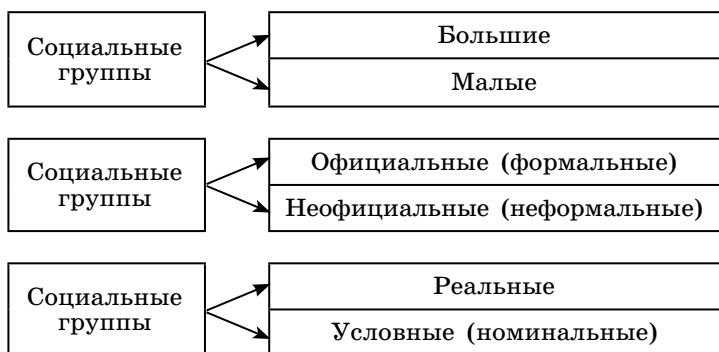 Социальные
группы
Большие
Малые
Социальные
группы
Официальные (формальные)
Неофициальные (неформальные)
Социальные
группы
Реальные
Условные (номинальные)